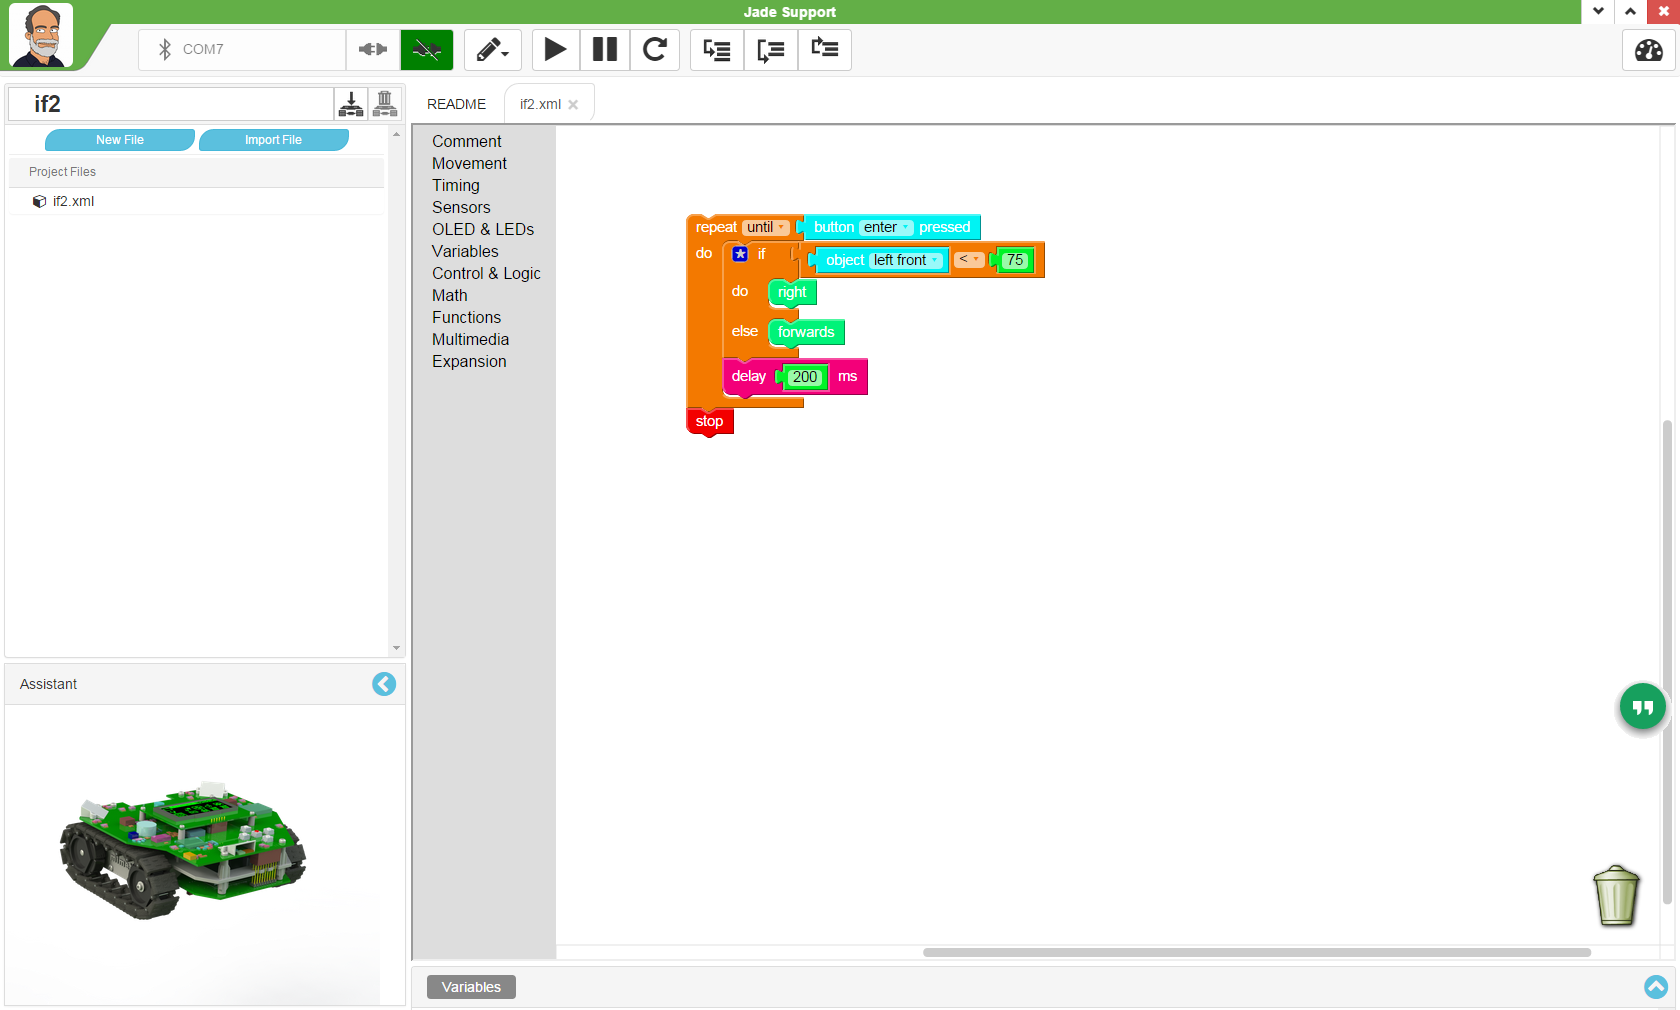 Jade Support
COM7
if2
New File
Import File
Project Files
if2.xml
Assistant
README
if2.xml
Comment
Movement
Timing
Sensors
OLED & LEDs
Variables
Control & Logic
Math
Functions
Multimedia
Expansion
repeat until button enter pressed
do if object left front < 75
do right
else forwards
delay 200 ms
stop
Variables